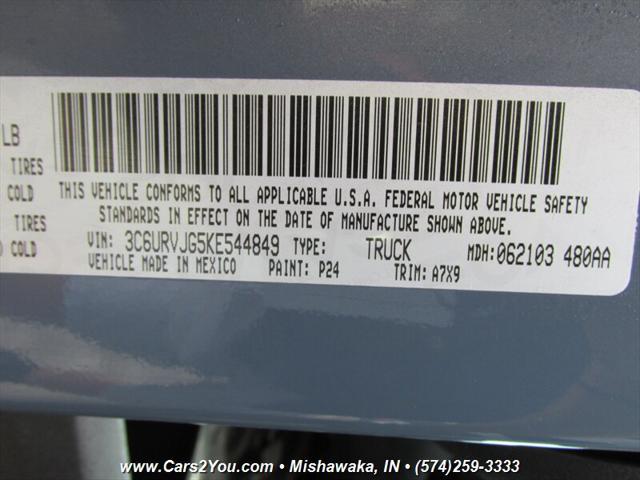 LB
TIRES
COLD
TIRES
COLD
THIS VEHICLE CONFORMS TO ALL APPLICABLE U.S.A. FEDERAL MOTOR VEHICLE SAFETY
STANDARDS IN EFFECT ON THE DATE OF MANUFACTURE SHOWN ABOVE.
VIN: 3C6URVJG5KE544849 TYPE: TRUCK MDH:062103 480AA
VEHICLE MADE IN MEXICO PAINT: P24 TRIM: A7X9
www.Cars2You.com • Mishawaka, IN • (574)259-3333